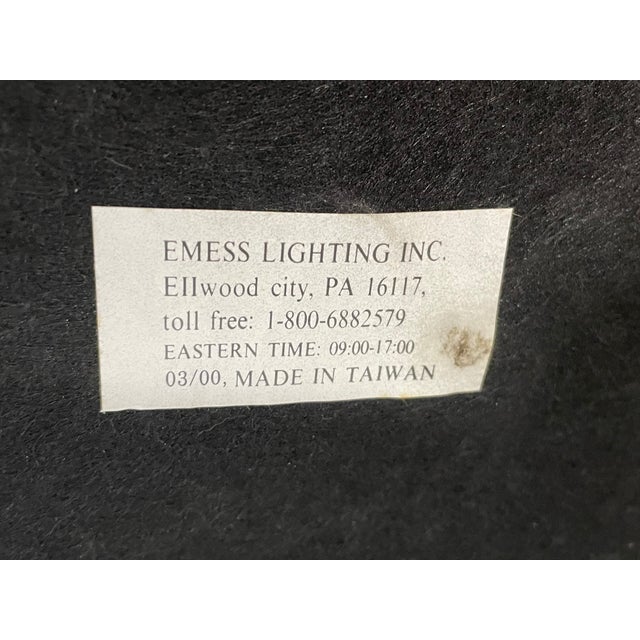 EMESS LIGHTING INC.
EIIwood city, PA 16117,
toll free: 1-800-6882579
EASTERN TIME: 09:00-17:00
03/00, MADE IN TAIWAN